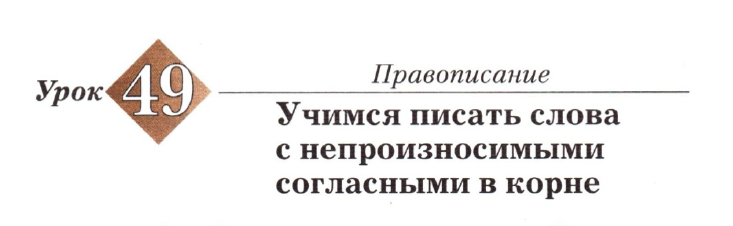 Урок 49
Правописание
Учимся писать слова
с непроизносимыми
согласными в корне